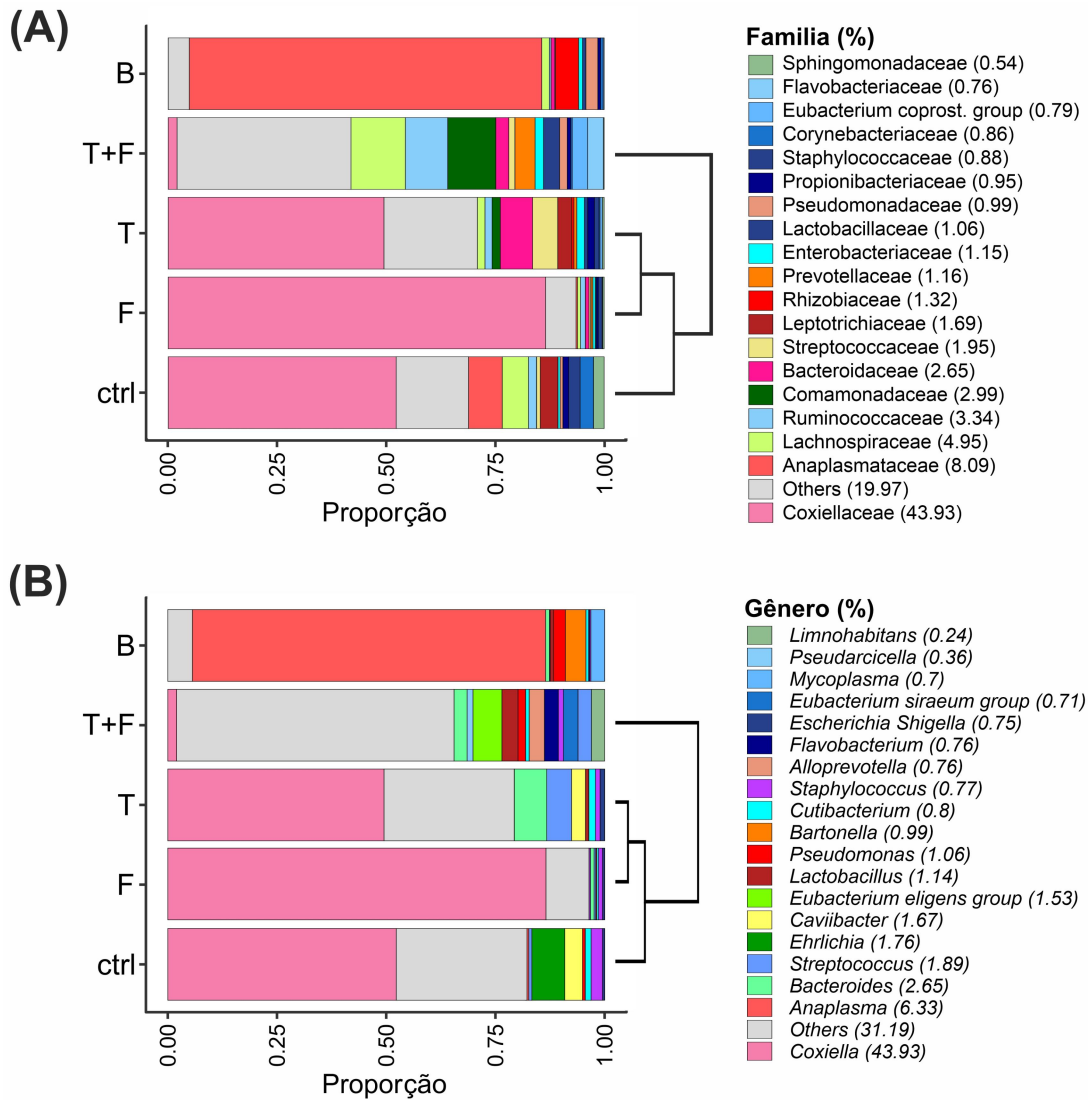 (A)
B
T+F
T
F
ctrl
0.00
0.25
0.50
0.75
1.00
Proporção
Familia (%)
Sphingomonadaceae (0.54)
Flavobacteriaceae (0.76)
Eubacterium coprost. group (0.79)
Corynebacteriaceae (0.86)
Staphylococcaceae (0.88)
Propionibacteriaceae (0.95)
Pseudomonadaceae (0.99)
Lactobacillaceae (1.06)
Enterobacteriaceae (1.15)
Prevotellaceae (1.16)
Rhizobiaceae (1.32)
Leptotrichiaceae (1.69)
Streptococcaceae (1.95)
Bacteroidaceae (2.65)
Comamonadaceae (2.99)
Ruminococcaceae (3.34)
Lachnospiraceae (4.95)
Anaplasmataceae (8.09)
Others (19.97)
Coxiellaceae (43.93)
(B)
B
T+F
T
F
ctrl
0.00
0.25
0.50
0.75
1.00
Proporção
Gênero (%)
Limnohabitans (0.24)
Pseudarcicella (0.36)
Mycoplasma (0.7)
Eubacterium siraeum group (0.71)
Escherichia Shigella (0.75)
Flavobacterium (0.76)
Alloprevotella (0.76)
Staphylococcus (0.77)
Cutibacterium (0.8)
Bartonella (0.99)
Pseudomonas (1.06)
Lactobacillus (1.14)
Eubacterium eligens group (1.53)
Caviibacter (1.67)
Ehrlichia (1.76)
Streptococcus (1.89)
Bacteroides (2.65)
Anaplasma (6.33)
Others (31.19)
Coxiella (43.93)